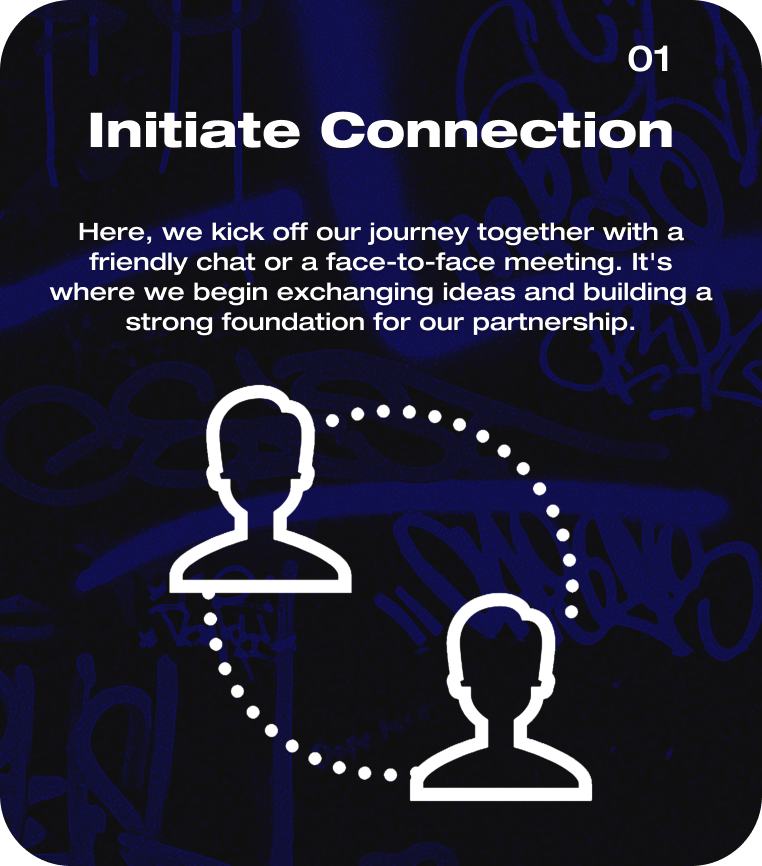 01
Initiate Connection
Here, we kick off our journey together with a
friendly chat or a face-to-face meeting. It's
where we begin exchanging ideas and building a
strong foundation for our partnership.